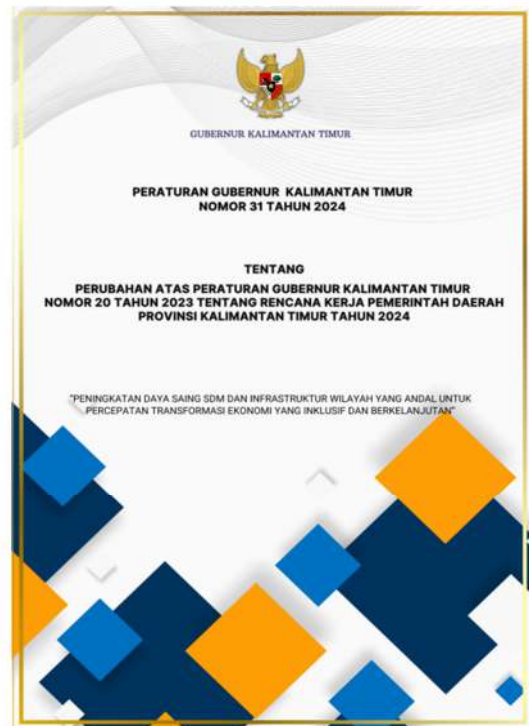 GUBERNUR KALIMANTAN TIMUR
PERATURAN GUBERNUR KALIMANTAN TIMUR
NOMOR 31 TAHUN 2024
TENTANG
PERUBAHAN ATAS PERATURAN GUBERNUR KALIMANTAN TIMUR
NOMOR 20 TAHUN 2023 TENTANG RENCANA KERJA PEMERINTAH DAERAH
PROVINSI KALIMANTAN TIMUR TAHUN 2024
"PENINGKATAN DAYA SAING SDM DAN INFRASTRUKTUR WILAYAH YANG ANDAL UNTUK
PERCEPATAN TRANSFORMASI EKONOMI YANG INKLUSIF DAN BERKELANJUTAN"